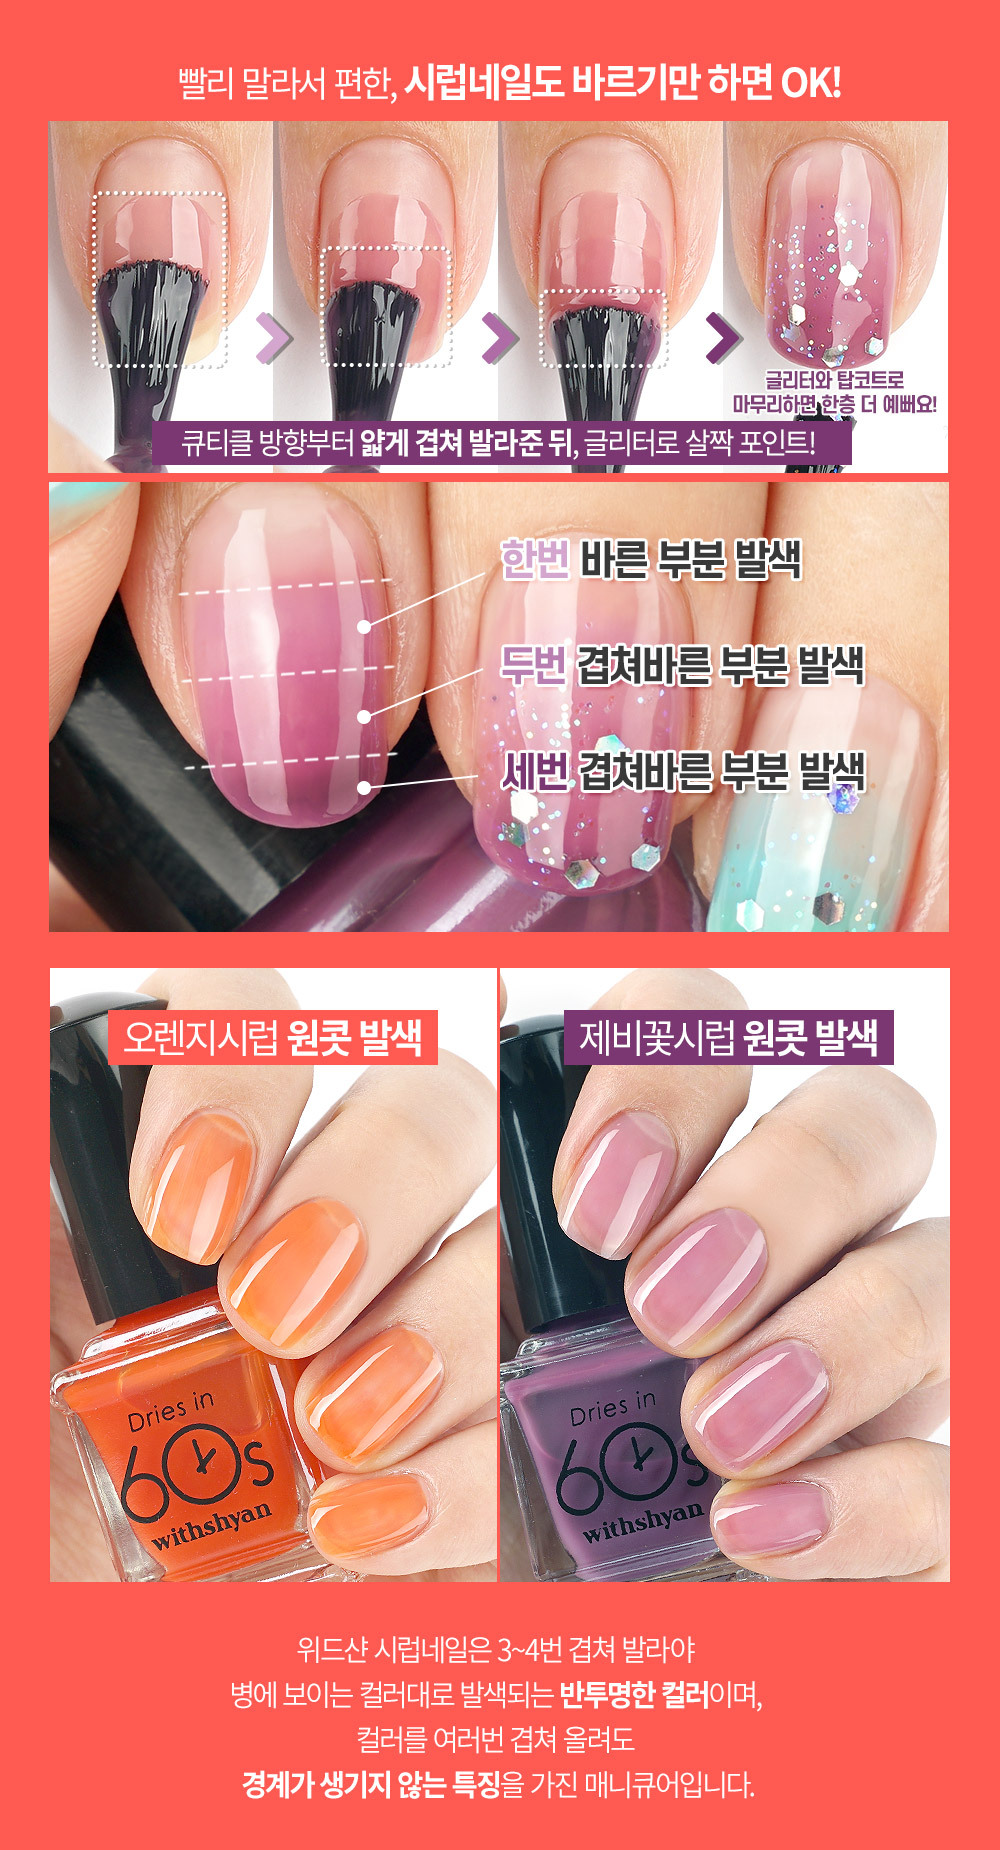 빨리 말라서 편한, 시럽네일도 바르기만 하면 OK!
글리터와 탑코트로
마무리하면 한층 더 예뻐요!
큐티클 방향부터 얇게 겹쳐 발라준 뒤, 글리터로 살짝 포인트!
한번 바른 부분 발색
두번 겹쳐바른 부분 발색
세번 겹쳐바른 부분 발색
오렌지시럽 원콧 발색
제비꽃시럽 원콧 발색
Dries in
60s
withshyan
Dries in
60s
withshyan
위드샨 시럽네일은 3~4번 겹쳐 발라야
병에 보이는 컬러대로 발색되는 반투명한 컬러이며,
컬러를 여러번 겹쳐 올려도
경계가 생기지 않는 특징을 가진 매니큐어입니다.